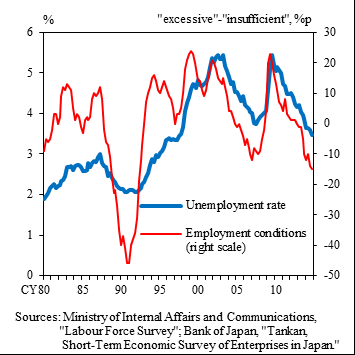 % "excessive"-"insufficient", %p
6 30
5 20
4 10
3 0
2 -10
1 -20
0 -30
-40
-50
Unemployment rate
Employment conditions
(right scale)
CY80 85 90 95 00 05 10
Sources: Ministry of Internal Affairs and Communications,
"Labour Force Survey"; Bank of Japan, "Tankan,
Short-Term Economic Survey of Enterprises in Japan."